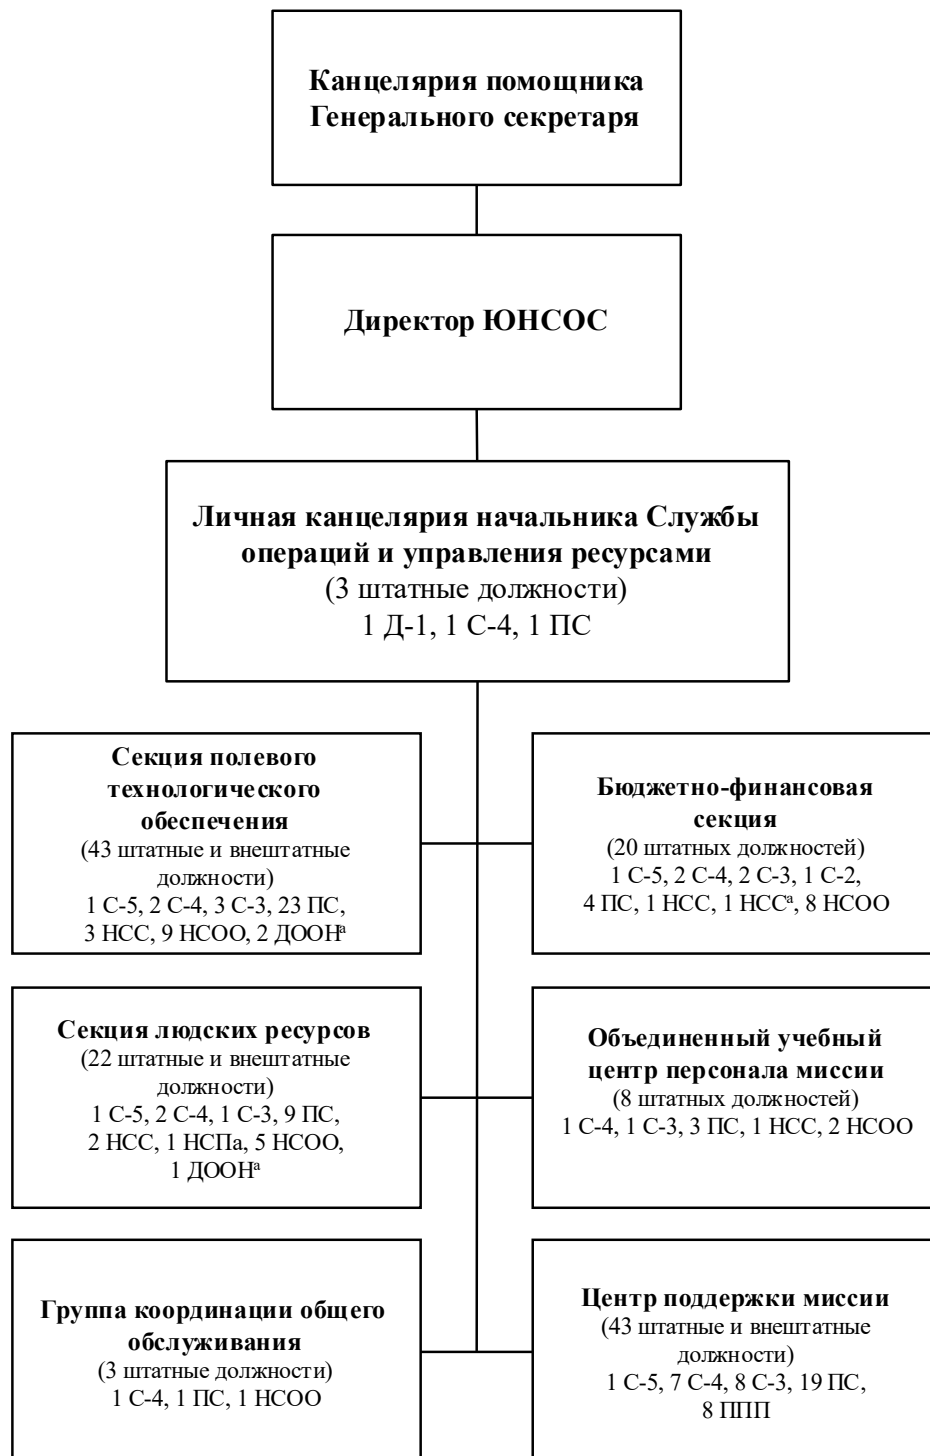 Канцелярия помощника
Генерального секретаря
Директор ЮНСОС
Личная канцелярия начальника Службы
операций и управления ресурсами
(3 штатные должности)
1 Д-1, 1 С-4, 1 ПС
Секция полевого
технологического
обеспечения
(43 штатные и внештатные
должности)
1 С-5, 2 С-4, 3 С-3, 23 ПС,
3 НСС, 9 НСОО, 2 ДООНª
Бюджетно-финансовая
секция
(20 штатных должностей)
1 С-5, 2 С-4, 2 С-3, 1 С-2,
4 ПС, 1 НСС, 1 НССª, 8 НСОО
Секция людских ресурсов
(22 штатные и внештатные
должности)
1 С-5, 2 С-4, 1 С-3, 9 ПС,
2 НСС, 1 НСПа, 5 НСОО,
1 ДООНª
Объединенный учебный
центр персонала миссии
(8 штатных должностей)
1 С-4, 1 С-3, 3 ПС, 1 НСС, 2 НСОО
Группа координации общего
обслуживания
(3 штатные должности)
1 С-4, 1 ПС, 1 НСОО
Центр поддержки миссии
(43 штатные и внештатные
должности)
1 С-5, 7 С-4, 8 С-3, 19 ПС,
8 ППП